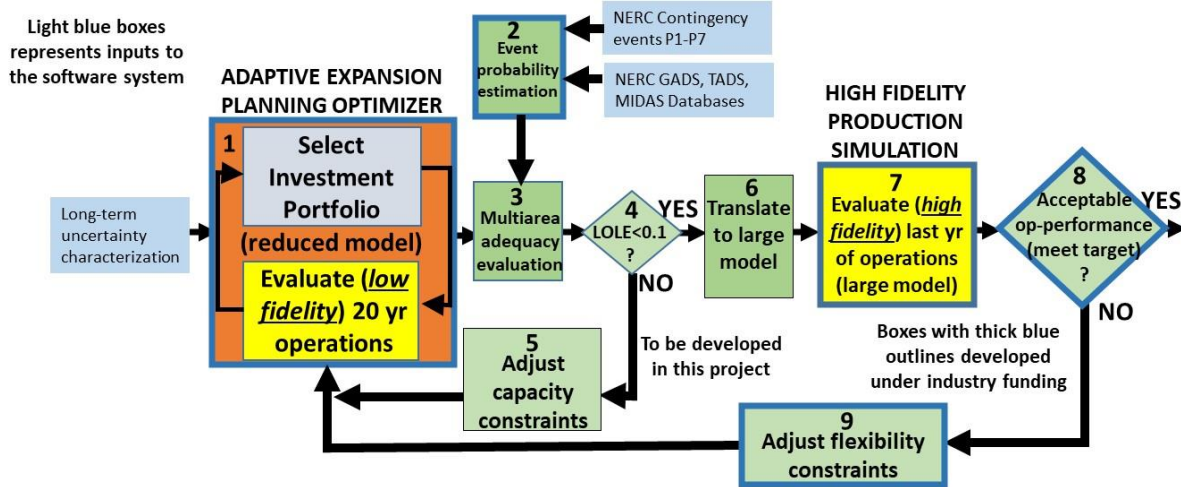 Light blue boxes
represents inputs to
the software system
ADAPTIVE EXPANSION
PLANNING OPTIMIZER
1
Select
Investment
Portfolio
(reduced model)
Evaluate (low
fidelity) 20 yr
operations
Long-term
uncertainty
characterization
2
Event
probability
estimation
NERC Contingency
events P1-P7
NERC GADS, TADS,
MIDAS Databases
3
Multiarea
adequacy
evaluation
4
LOLE<0.1
?
YES
NO
5
Adjust
capacity
constraints
To be developed
in this project
6
Translate
to large
model
HIGH FIDELITY
PRODUCTION
SIMULATION
7
Evaluate (high
fidelity) last yr
of operations
(large model)
8
Acceptable
op-performance
(meet target)
?
YES
NO
Boxes with thick blue
outlines developed
under industry funding
9
Adjust flexibility
constraints